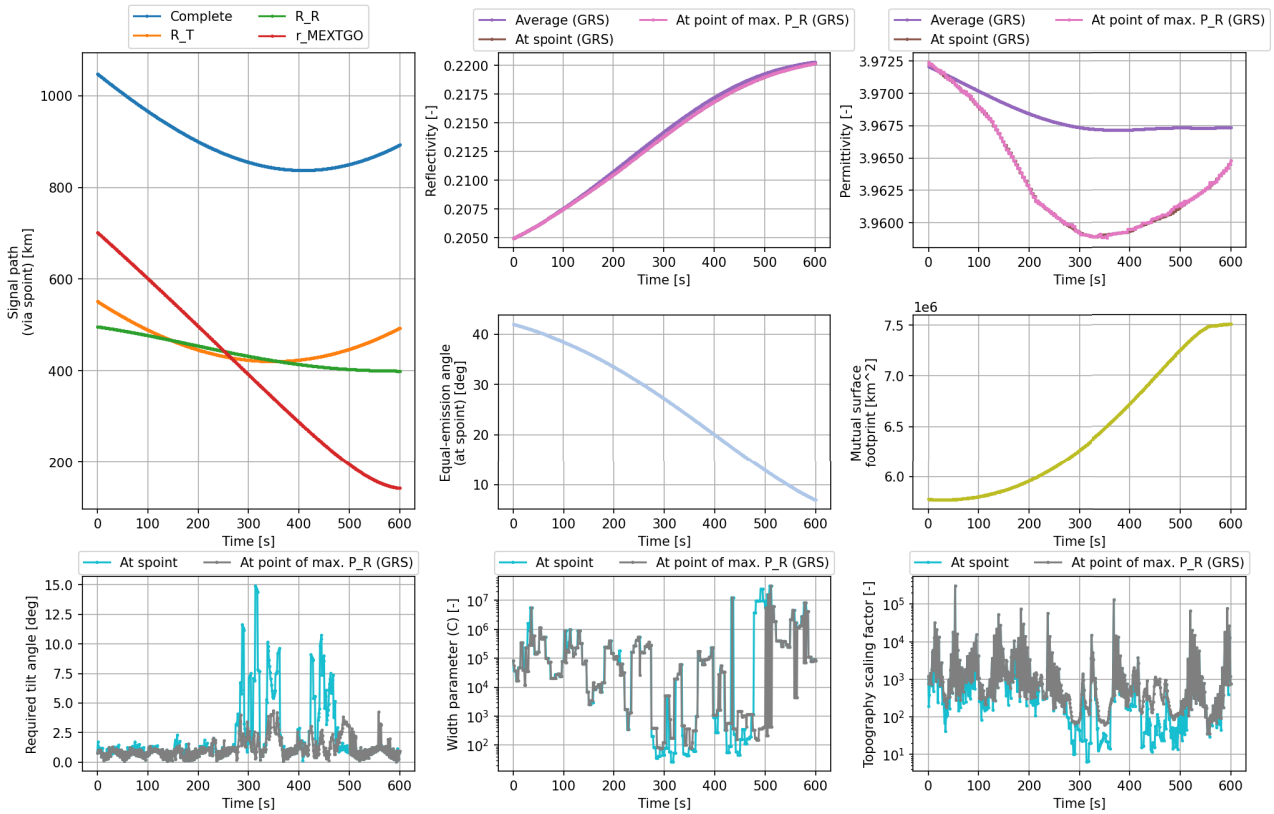 Complete
R_R
R_T
r_MEXTGO
Signal path
(via spoint) [km]
1000
800
600
400
200
0 100 200 300 400 500 600
Time [s]
Average (GRS)
At point of max. P_R (GRS)
At spoint (GRS)
Reflectivity [-]
0.2200
0.2175
0.2150
0.2125
0.2100
0.2075
0.2050
0 100 200 300 400 500 600
Time [s]
Average (GRS)
At point of max. P_R (GRS)
At spoint (GRS)
Permittivity [-]
3.9725
3.9700
3.9675
3.9650
3.9625
3.9600
0 100 200 300 400 500 600
Time [s]
Equal-emission angle
(at spoint) [deg]
40
30
20
10
0 100 200 300 400 500 600
Time [s]
1e6
Mutual surface
footprint [km^2]
7.5
7.0
6.5
6.0
0 100 200 300 400 500 600
Time [s]
At spoint
At point of max. P_R (GRS)
Required tilt angle [deg]
15.0
12.5
10.0
7.5
5.0
2.5
0.0
0 100 200 300 400 500 600
Time [s]
At spoint
At point of max. P_R (GRS)
Width parameter (C) [-]
10^7
10^6
10^5
10^4
10^3
10^2
0 100 200 300 400 500 600
Time [s]
At spoint
At point of max. P_R (GRS)
Topography scaling factor [-]
10^5
10^4
10^3
10^2
10^1
0 100 200 300 400 500 600
Time [s]